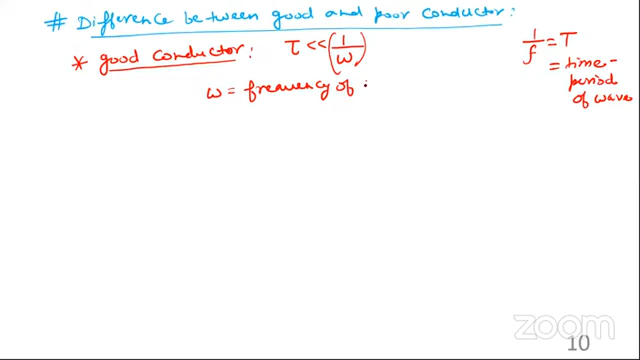 # Difference between good and poor conductor:
* good conductor: τ << (1/ω)
1/f = T
= time-
period
of wave
ω = frequency of
10
zoom